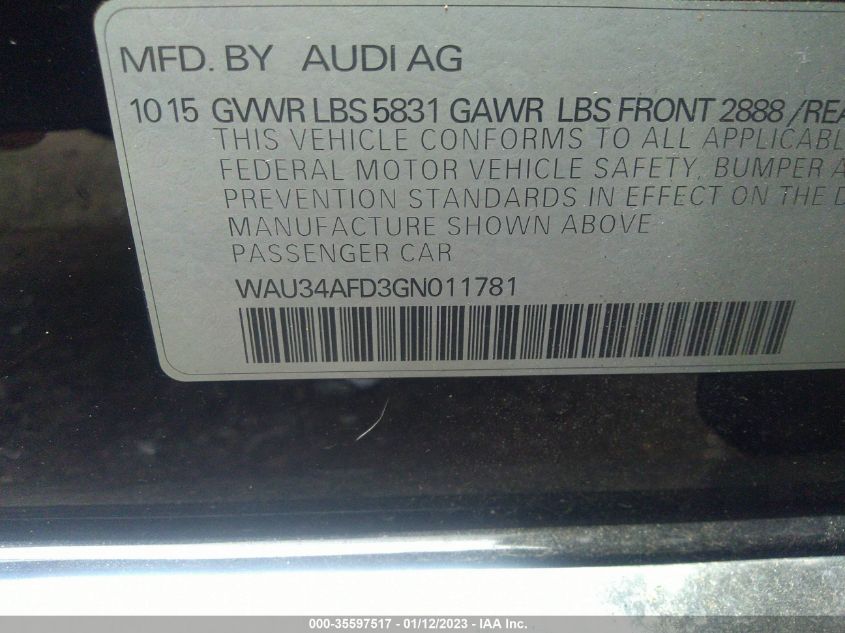 MFD. BY AUDI AG
10 15 GVWR LBS 5831 GAWR LBS FRONT 2888 /REA
THIS VEHICLE CONFORMS TO ALL APPLICABL
FEDERAL MOTOR VEHICLE SAFETY, BUMPER A
PREVENTION STANDARDS IN EFFECT ON THE D
MANUFACTURE SHOWN ABOVE
PASSENGER CAR
WAU34AFD3GN011781
000-35597517 - 01/12/2023 - IAA Inc.